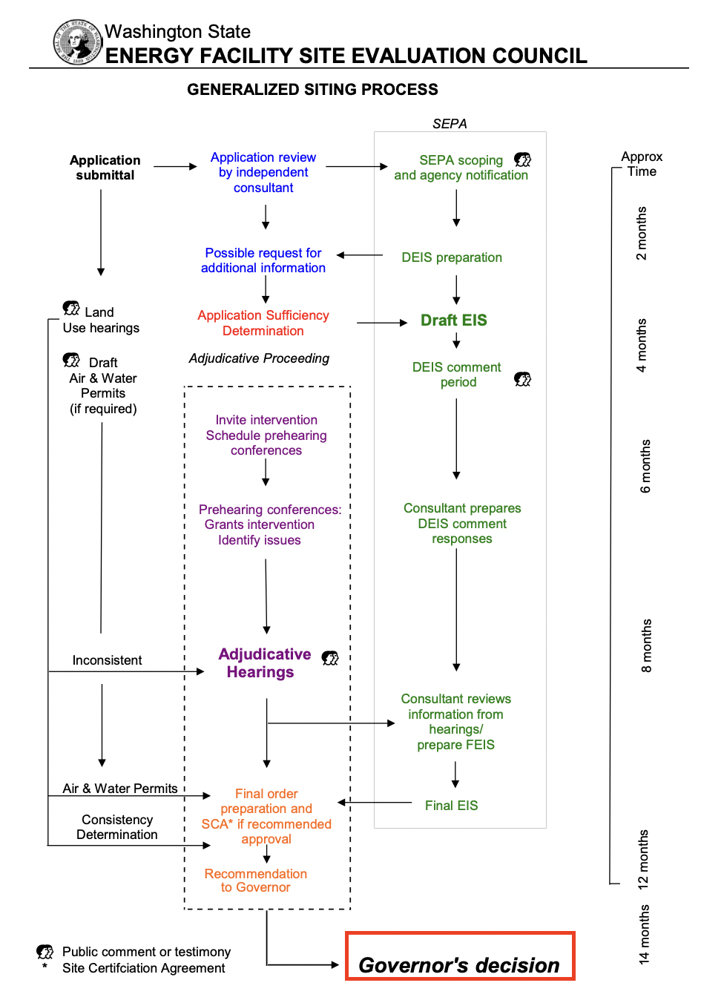 Washington State
ENERGY FACILITY SITE EVALUATION COUNCIL
GENERALIZED SITING PROCESS
SEPA
Application
submittal
Application review
by independent
consultant
SEPA scoping
and agency notification
Approx
Time
2 months
Possible request for
additional information
DEIS preparation
Land
Use hearings
Application Sufficiency
Determination
Draft EIS
4 months
Draft
Air & Water
Permits
(if required)
Adjudicative Proceeding
DEIS comment
period
Invite intervention
Schedule prehearing
conferences
6 months
Prehearing conferences:
Grants intervention
Identify issues
Consultant prepares
DEIS comment
responses
8 months
Inconsistent
Adjudicative
Hearings
Consultant reviews
information from
hearings/
prepare FEIS
Air & Water Permits
Final order
preparation and
SCA* if recommended
approval
Final EIS
Consistency
Determination
12 months
Recommendation
to Governor
14 months
Public comment or testimony
* Site Certifciation Agreement
Governor's decision